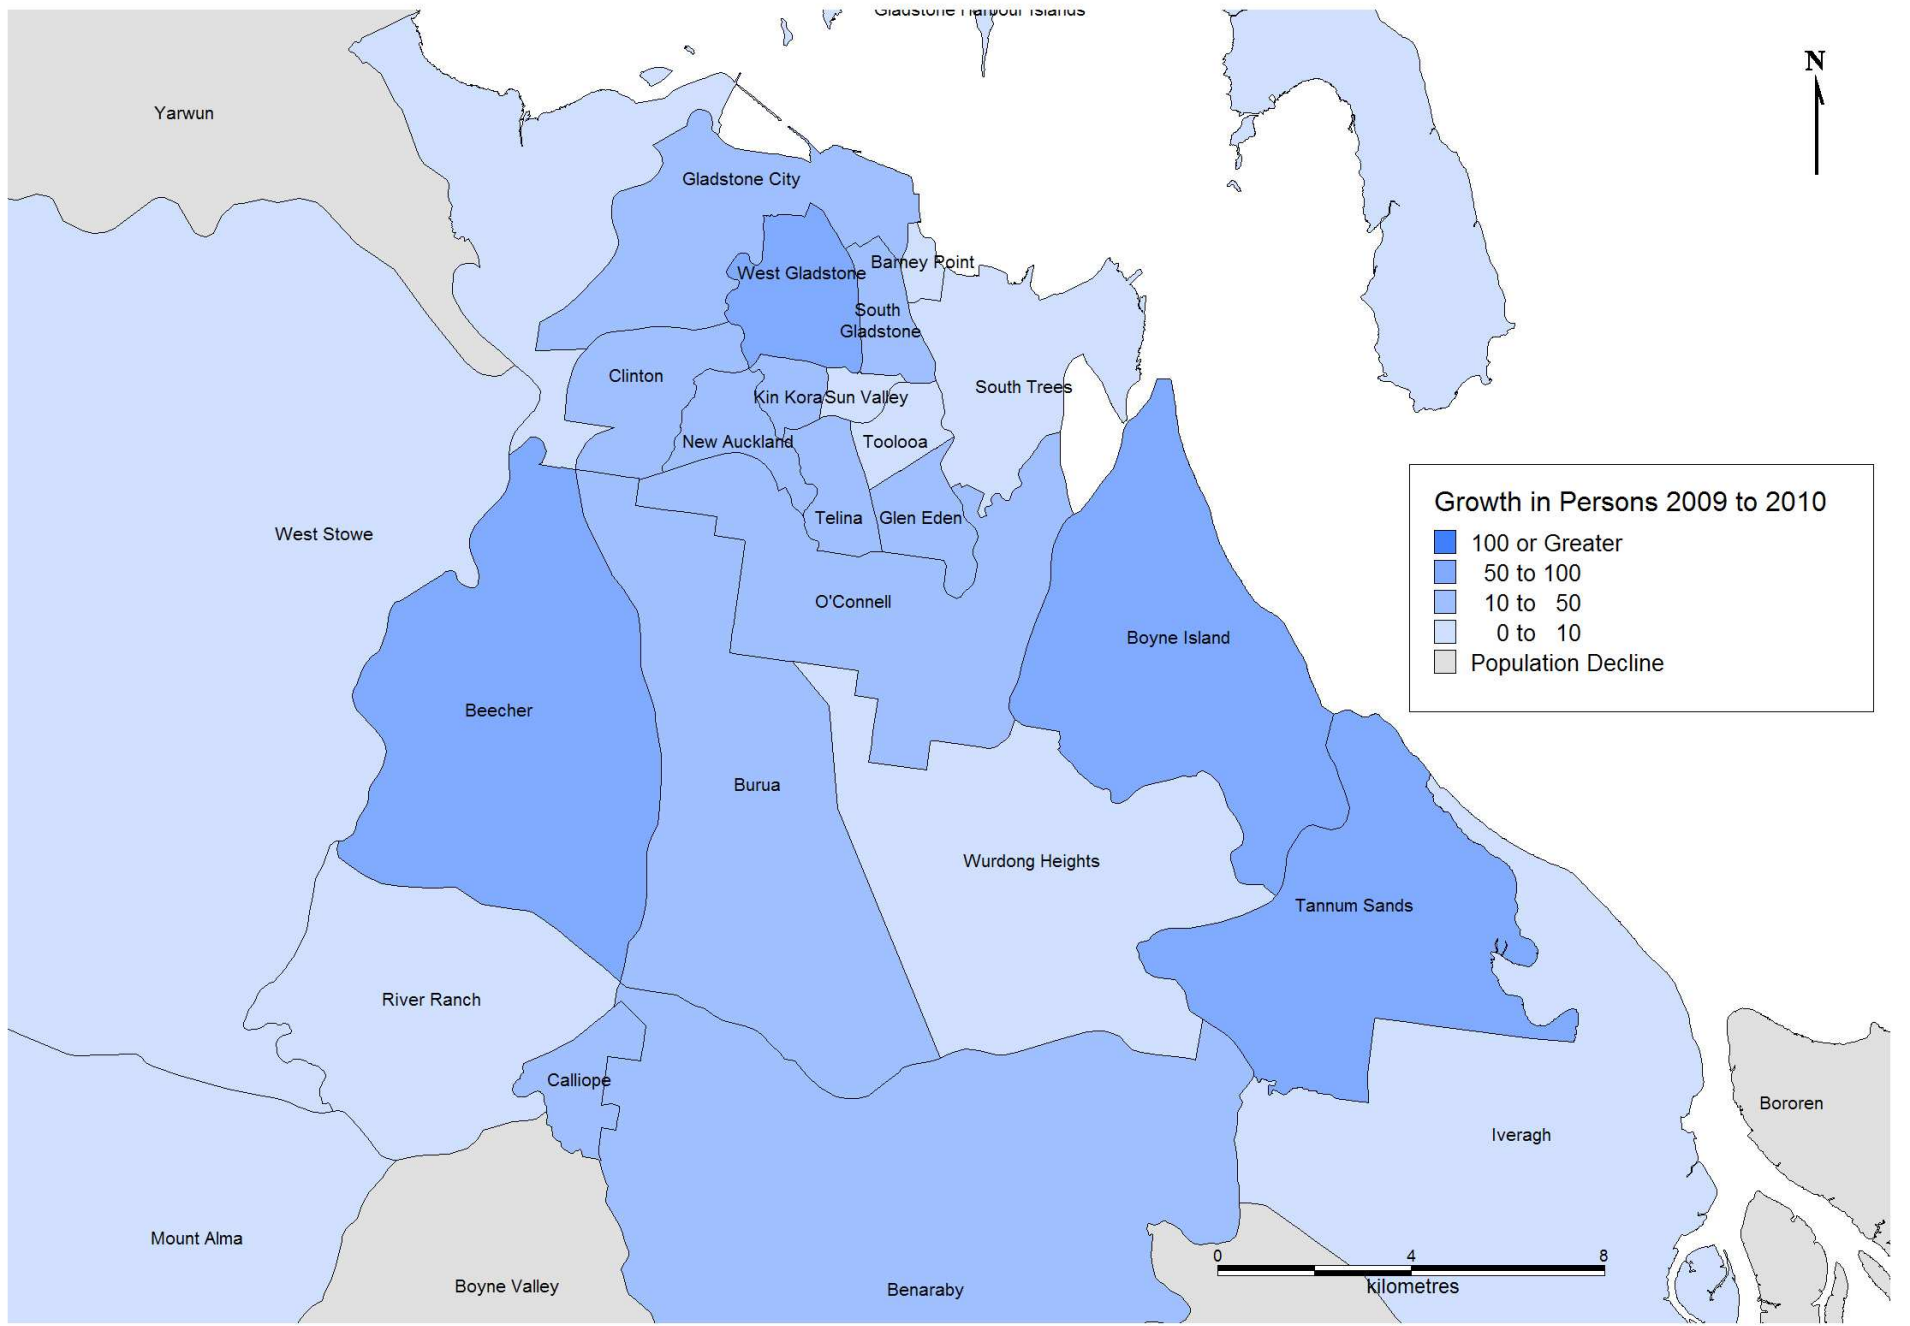 Gladstone Harbour Islands
N
Yarwun
Gladstone City
West Gladstone
Barney Point
South
Gladstone
Clinton
South Trees
Kin Kora
Sun Valley
New Auckland
Toolooa
Telina
Glen Eden
West Stowe
O'Connell
Boyne Island
Beecher
Burua
Wurdong Heights
Tannum Sands
River Ranch
Calliope
Bororen
Iveragh
Mount Alma
Boyne Valley
Benaraby
Growth in Persons 2009 to 2010
100 or Greater
50 to 100
10 to 50
0 to 10
Population Decline
0 4 8
kilometres